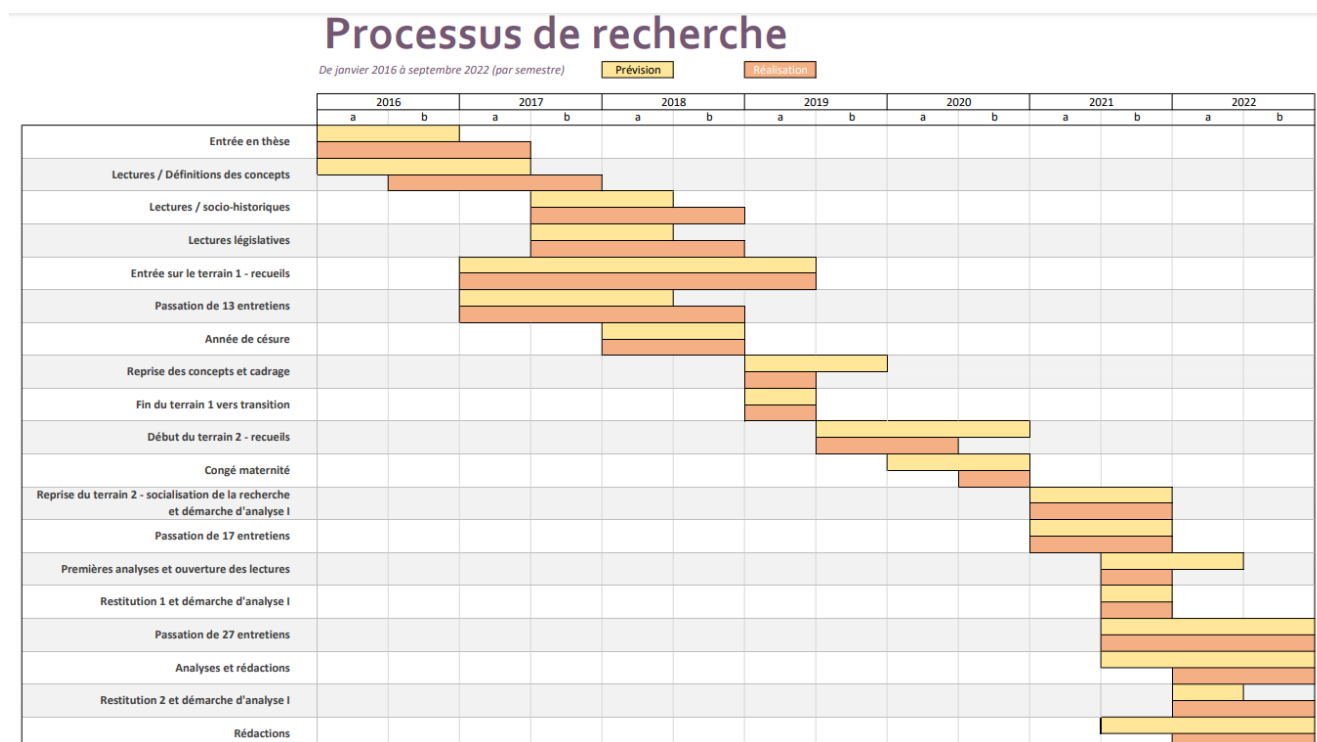 Processus de recherche
De janvier 2016 à septembre 2022 (par semestre) Prévision Réalisation
2016 2017 2018 2019 2020 2021 2022
a b a b a b a b a b a b a b
Entrée en thèse
Lectures / Définitions des concepts
Lectures / socio-historiques
Lectures législatives
Entrée sur le terrain 1 - recueils
Passation de 13 entretiens
Année de césure
Reprise des concepts et cadrage
Fin du terrain 1 vers transition
Début du terrain 2 - recueils
Congé maternité
Reprise du terrain 2 - socialisation de la recherche
et démarche d'analyse I
Passation de 17 entretiens
Premières analyses et ouverture des lectures
Restitution 1 et démarche d'analyse I
Passation de 27 entretiens
Analyses et rédactions
Restitution 2 et démarche d'analyse I
Rédactions